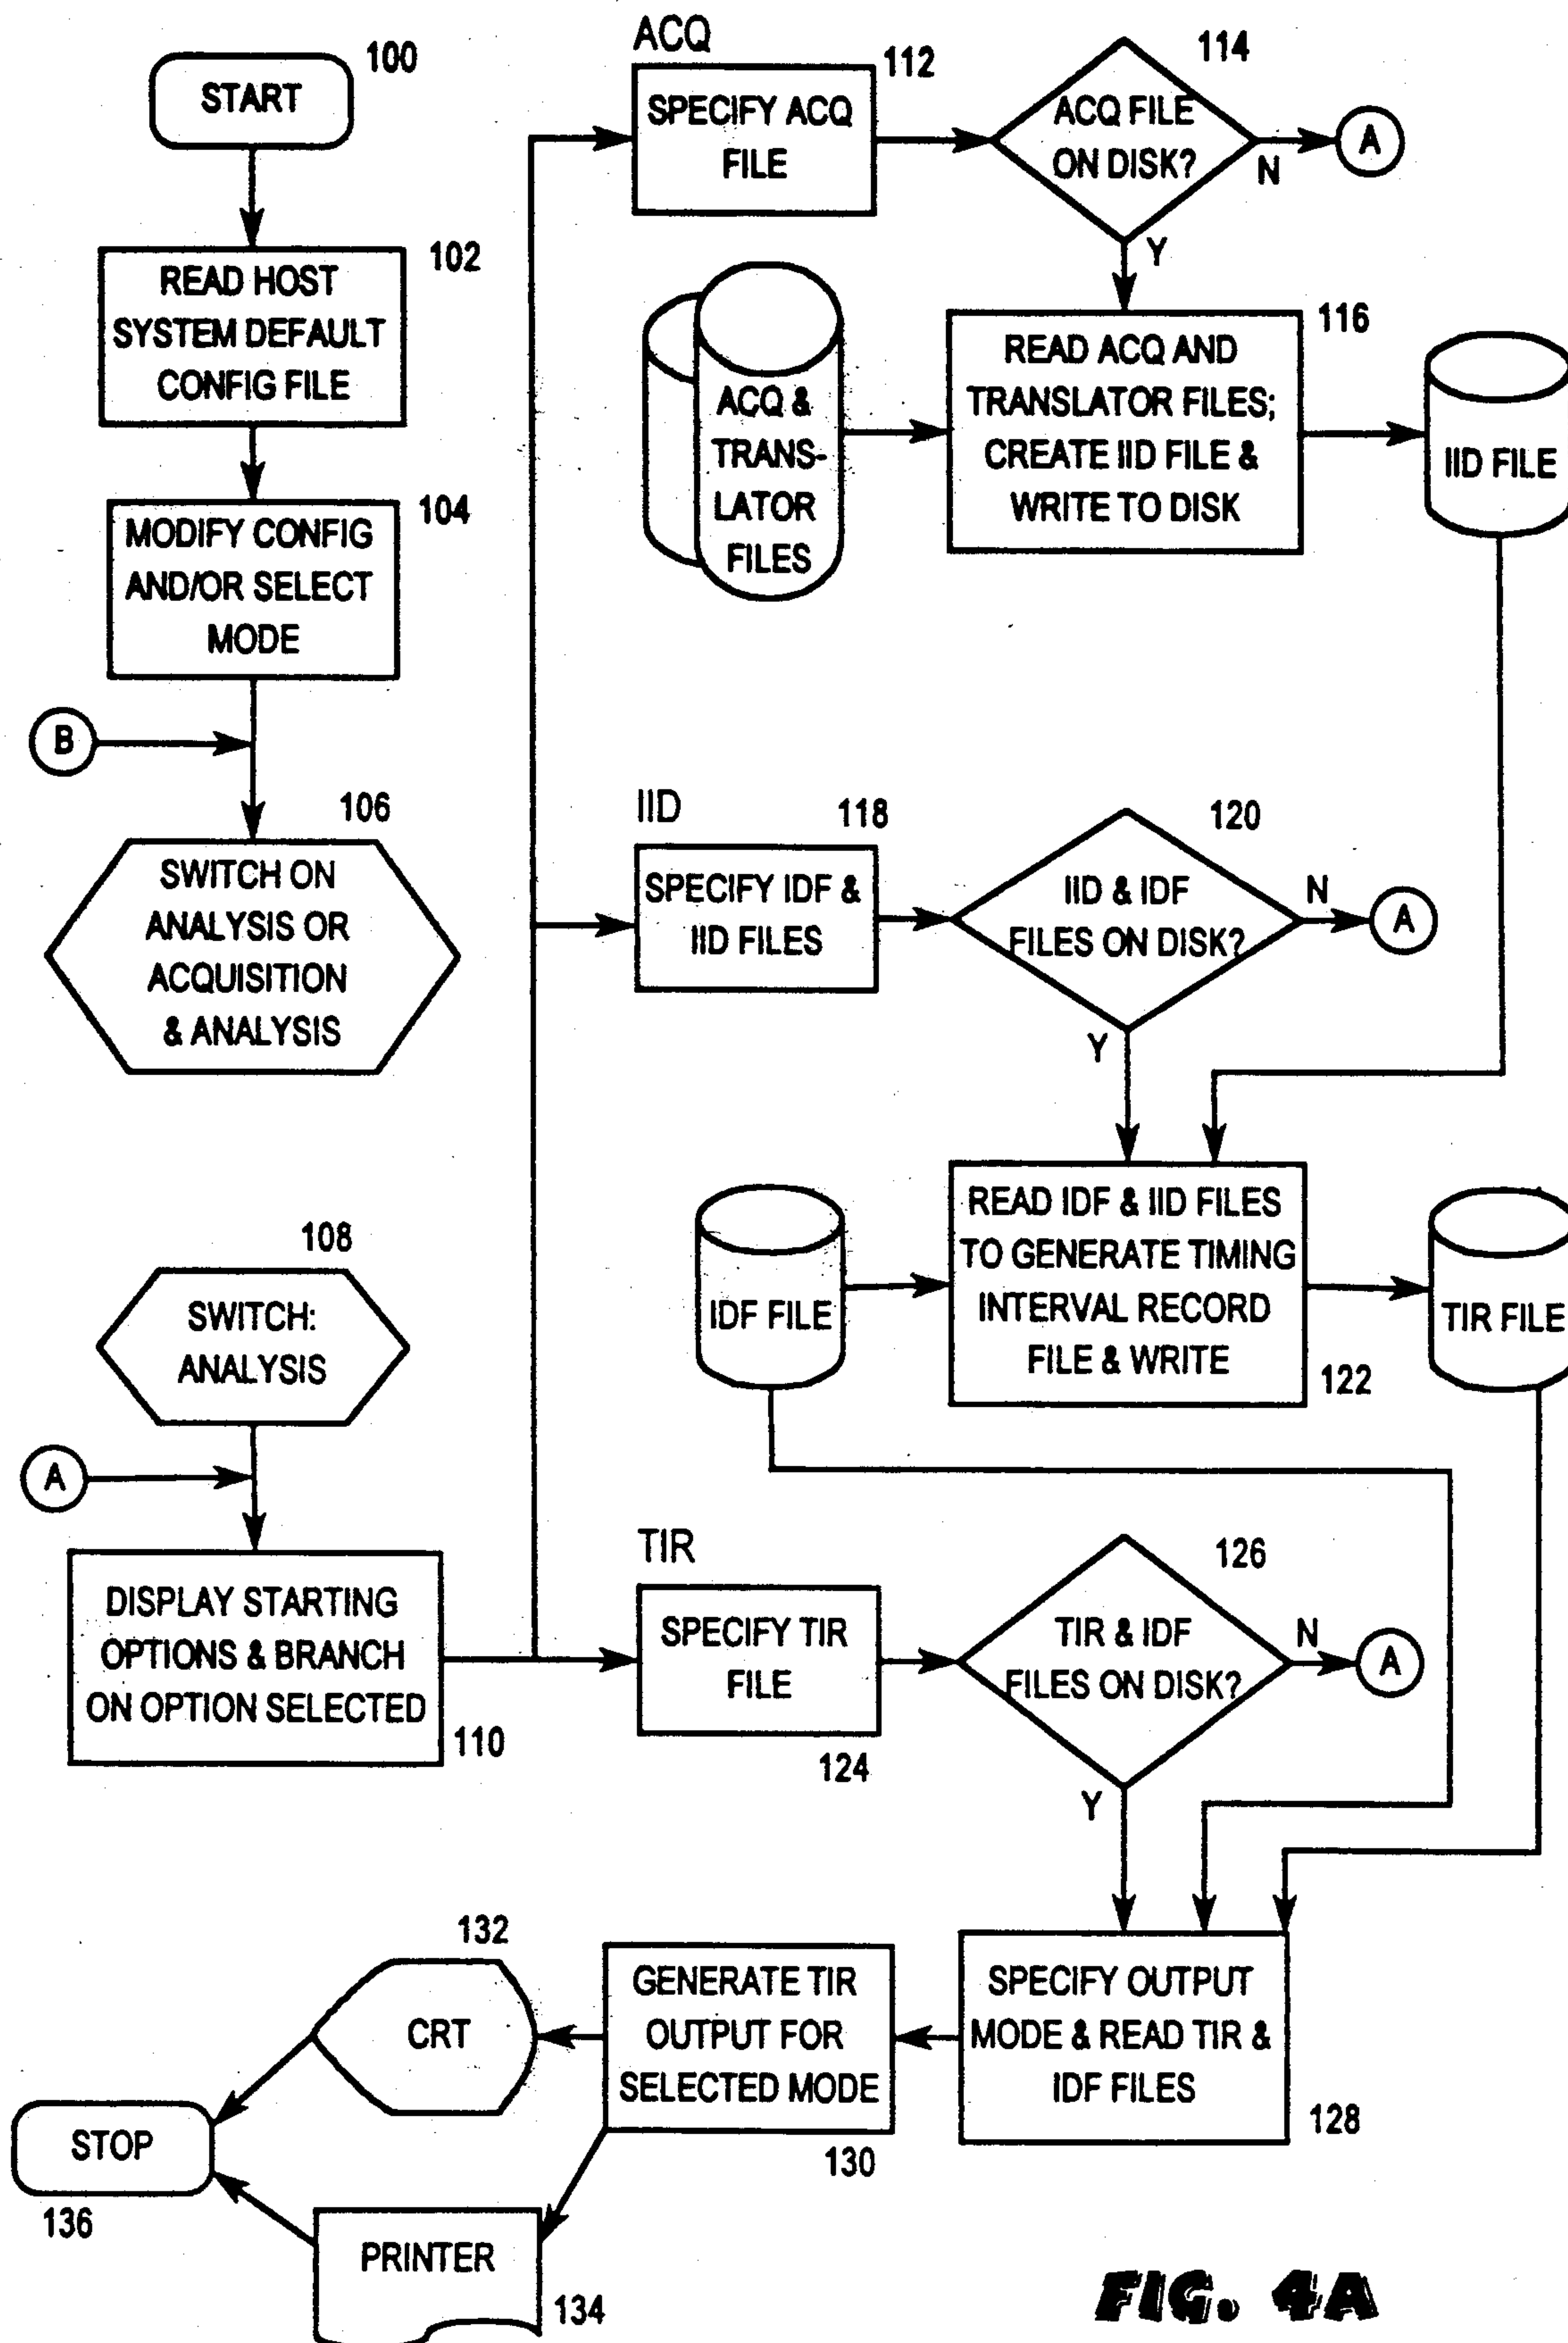 START
100
READ HOST
SYSTEM DEFAULT
CONFIG FILE
102
MODIFY CONFIG
AND/OR SELECT
MODE
104
B
106
SWITCH ON
ANALYSIS OR
ACQUISITION
& ANALYSIS
108
SWITCH:
ANALYSIS
A
DISPLAY STARTING
OPTIONS & BRANCH
ON OPTION SELECTED
110
ACQ
112
SPECIFY ACQ
FILE
114
ACQ FILE
ON DISK?
N
A
Y
ACQ &
TRANS-
LATOR
FILES
116
READ ACQ AND
TRANSLATOR FILES;
CREATE IID FILE &
WRITE TO DISK
IID FILE
IID
118
SPECIFY IDF &
IID FILES
120
IID & IDF
FILES ON DISK?
N
A
Y
IDF FILE
READ IDF & IID FILES
TO GENERATE TIMING
INTERVAL RECORD
FILE & WRITE
122
TIR FILE
TIR
SPECIFY TIR
FILE
124
126
TIR & IDF
FILES ON DISK?
N
A
Y
SPECIFY OUTPUT
MODE & READ TIR &
IDF FILES
128
GENERATE TIR
OUTPUT FOR
SELECTED MODE
130
132
CRT
STOP
136
PRINTER
134
FIG. 4A